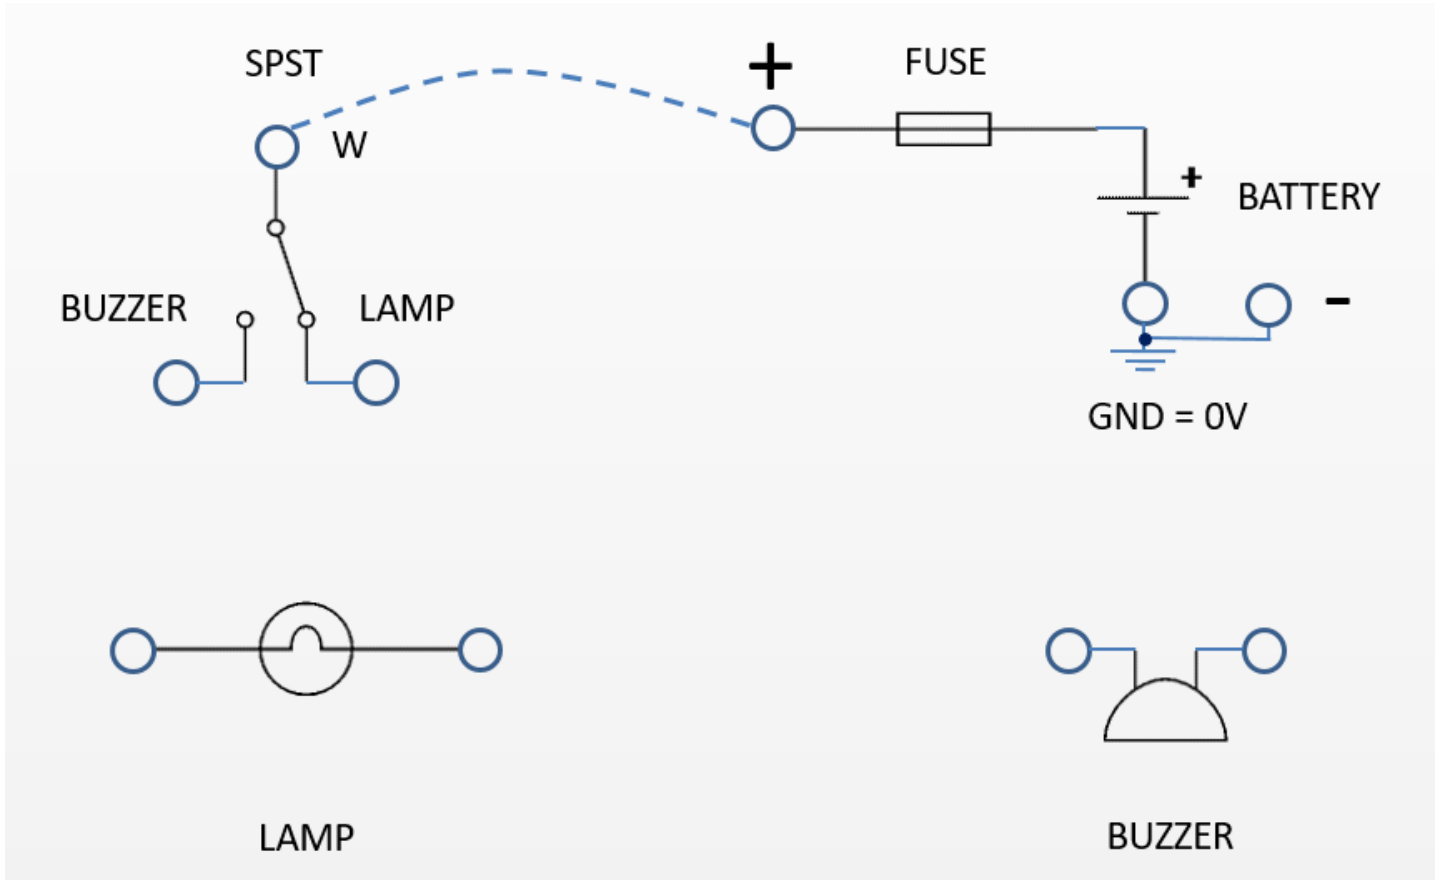 SPST
+
FUSE
W
+
BATTERY
BUZZER
LAMP
-
GND = 0V
LAMP
BUZZER